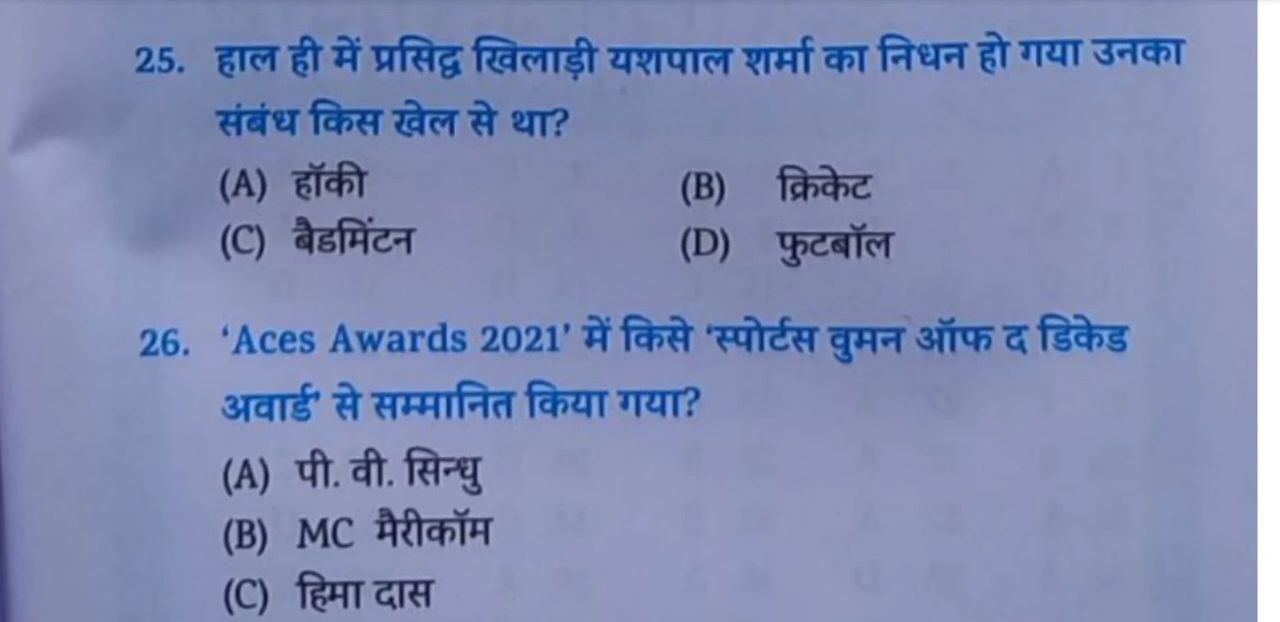 25. हाल ही में प्रसिद्ध खिलाड़ी यशपाल शर्मा का निधन हो गया उनका
संबंध किस खेल से था?
(A) हॉकी (B) क्रिकेट
(C) बैडमिंटन (D) फुटबॉल
26. 'Aces Awards 2021' में किसे 'स्पोर्टस वुमन ऑफ द डिकेड
अवार्ड' से सम्मानित किया गया?
(A) पी. वी. सिन्धु
(B) MC मैरीकॉम
(C) हिमा दास